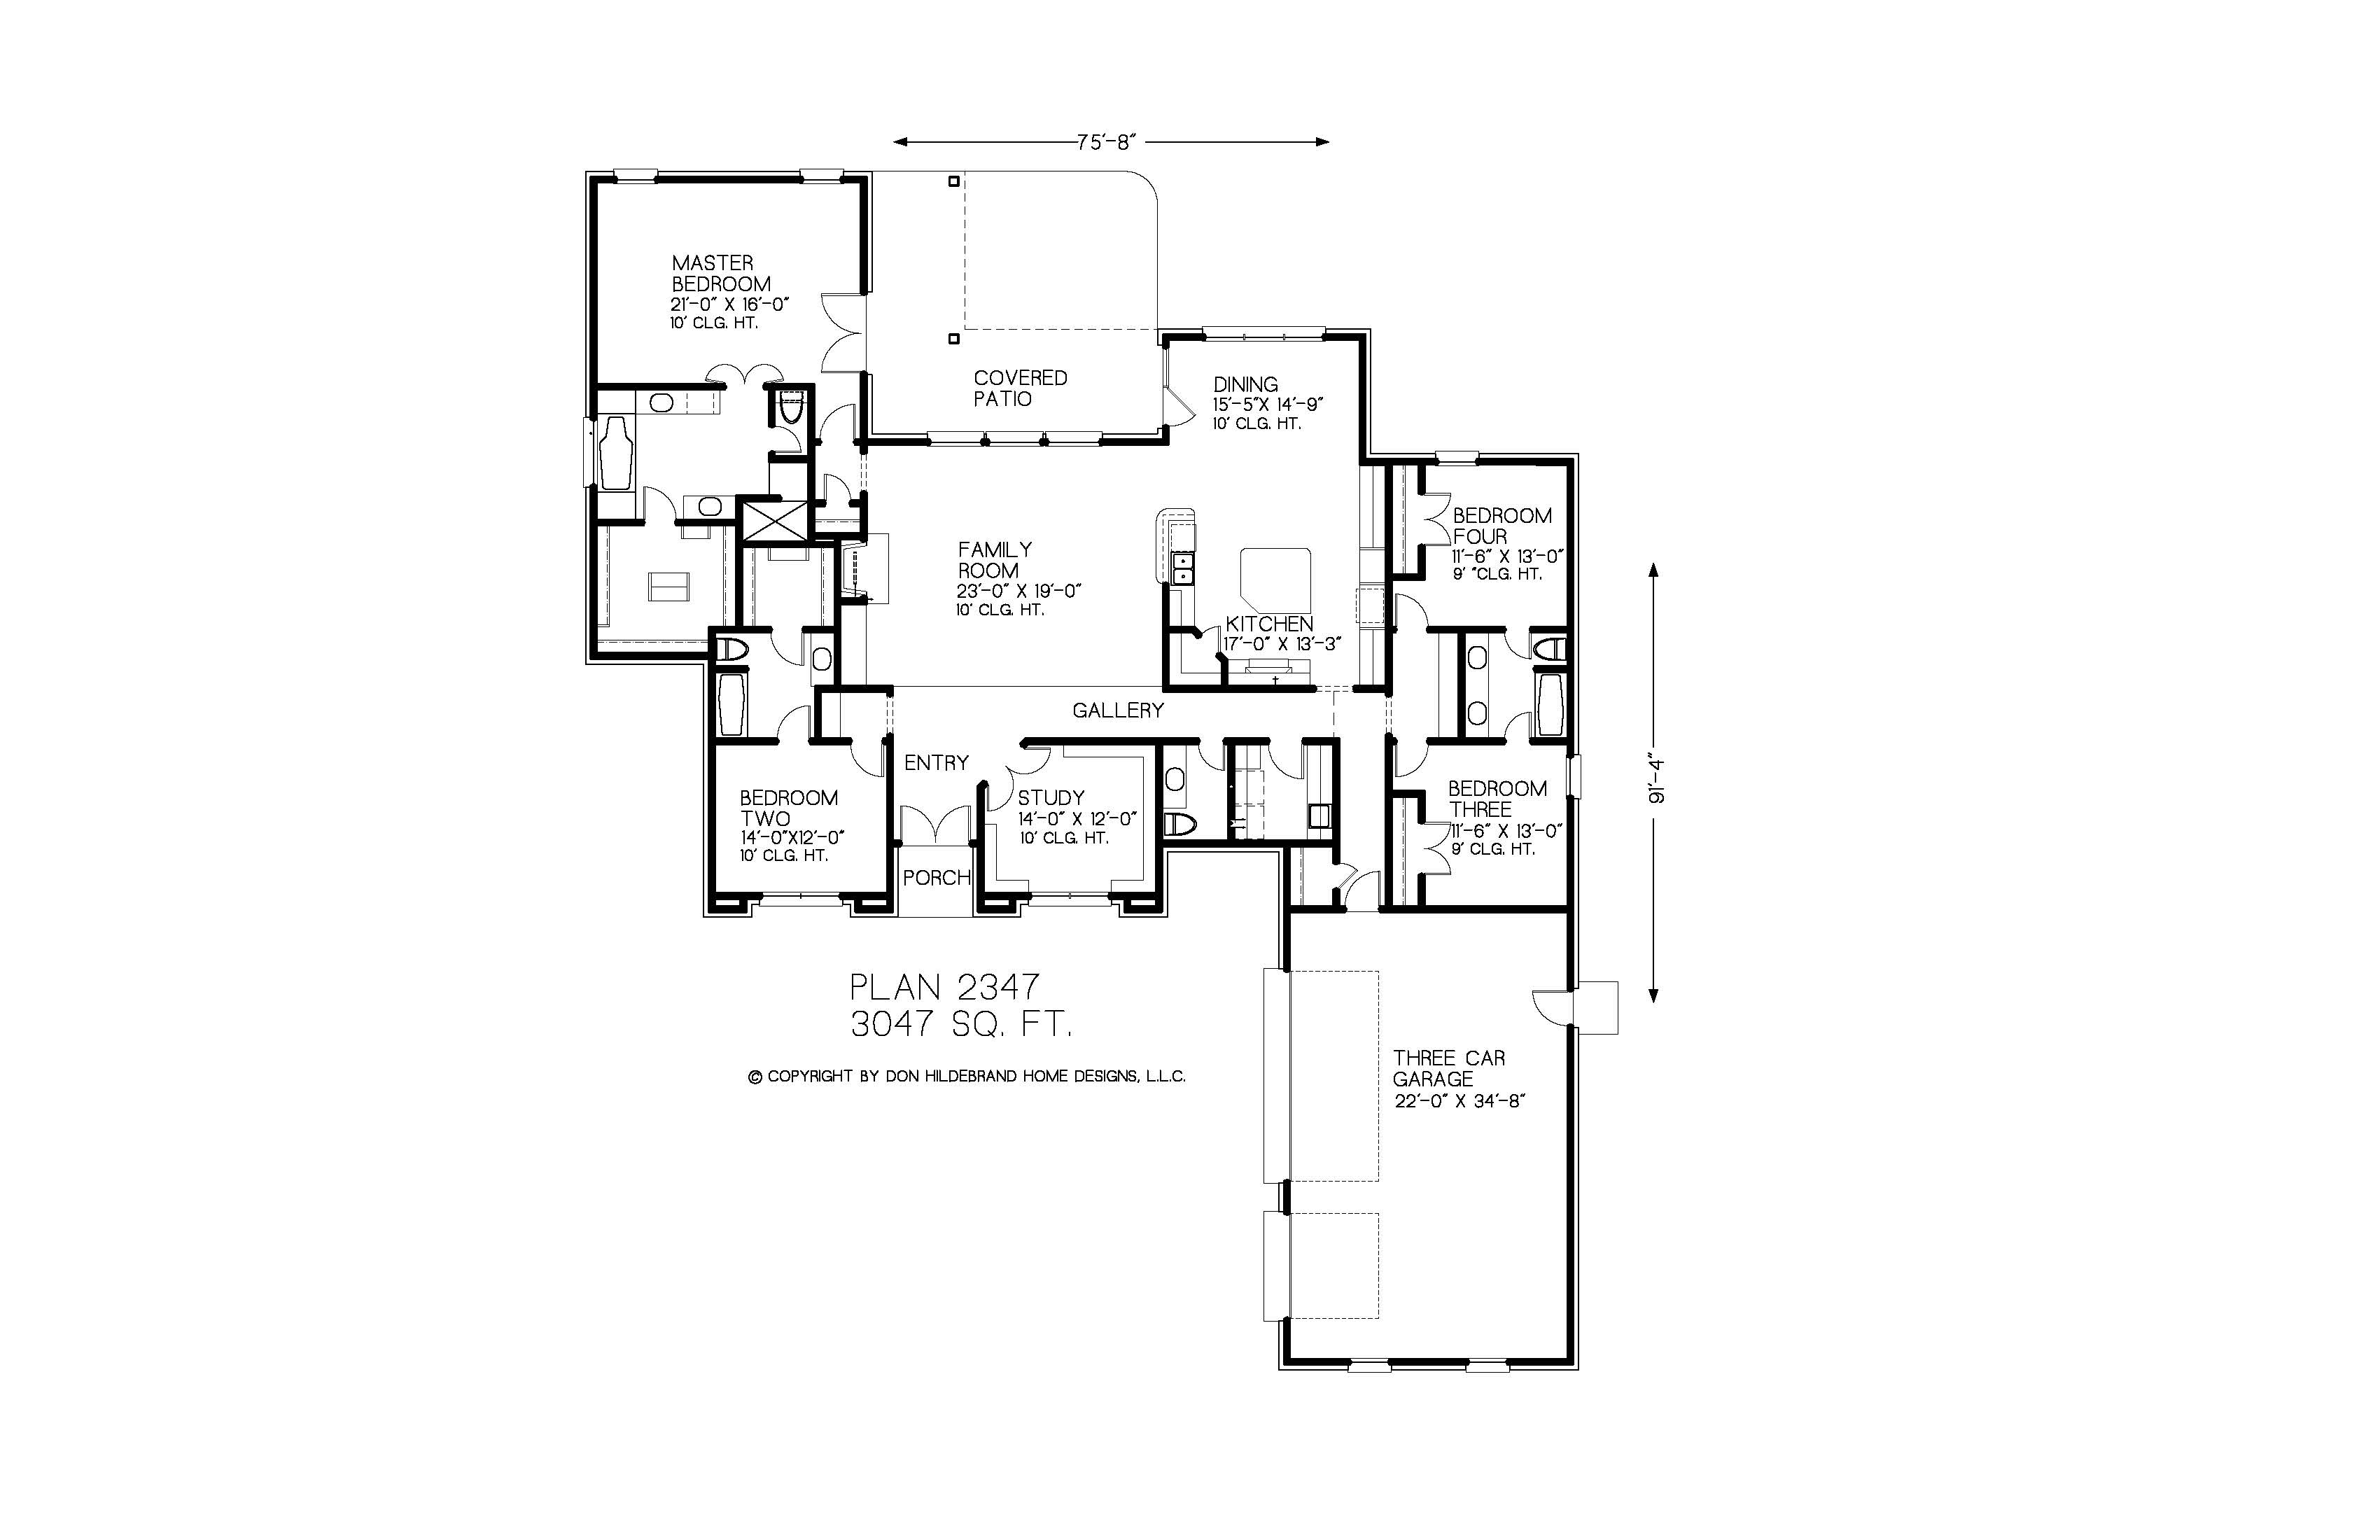 75'-8"
MASTER
BEDROOM
21'-0" X 16'-0"
10' CLG. HT.
COVERED
PATIO
DINING
15'-5"X 14'-9"
10' CLG. HT.
FAMILY
ROOM
23'-0" X 19'-0"
10' CLG. HT.
KITCHEN
17'-0" X 13'-3"
BEDROOM
FOUR
11'-6" X 13'-0"
9' "CLG. HT.
91'-4"
GALLERY
ENTRY
BEDROOM
TWO
14'-0"X12'-0"
10' CLG. HT.
STUDY
14'-0" X 12'-0"
10' CLG. HT.
BEDROOM
THREE
11'-6" X 13'-0"
9' CLG. HT.
PORCH
PLAN 2347
3047 SQ. FT.
© COPYRIGHT BY DON HILDEBRAND HOME DESIGNS, L.L.C.
THREE CAR
GARAGE
22'-0" X 34'-8"